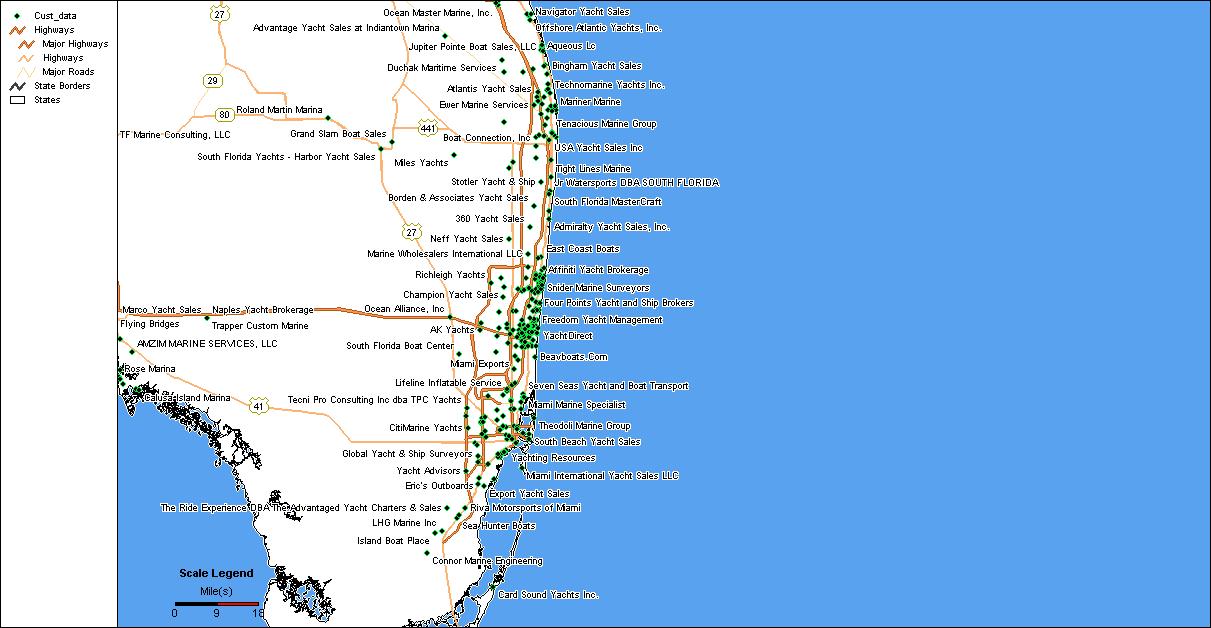 Cust_data
Highways
Major Highways
Highways
Major Roads
State Borders
States
27
Ocean Master Marine, Inc.
Navigator Yacht Sales
Advantage Yacht Sales at Indiantown Marina
Offshore Atlantic Yachts, Inc.
Jupiter Pointe Boat Sales, LLC
Aqueous Lc
Duchak Maritime Services
Bingham Yacht Sales
29
Atlantis Yacht Sales
Technomarine Yachts Inc.
Ewer Marine Services
Mariner Marine
80
Roland Martin Marina
Tenacious Marine Group
441
TF Marine Consulting, LLC
Grand Slam Boat Sales
Boat Connection, Inc
USA Yacht Sales Inc
South Florida Yachts - Harbor Yacht Sales
Miles Yachts
Tight Lines Marine
Stotler Yacht & Ship
Jr Watersports DBA SOUTH FLORIDA
Borden & Associates Yacht Sales
South Florida MasterCraft
360 Yacht Sales
Admiralty Yacht Sales, Inc.
27
Neff Yacht Sales
East Coast Boats
Marine Wholesalers International LLC
Richleigh Yachts
Affiniti Yacht Brokerage
Snider Marine Surveyors
Champion Yacht Sales
Four Points Yacht and Ship Brokers
Marco Yacht Sales
Naples Yacht Brokerage
Ocean Alliance, Inc
Flying Bridges
Trapper Custom Marine
Freedom Yacht Management
AK Yachts
YachtDirect
AMZIM MARINE SERVICES, LLC
South Florida Boat Center
Beavboats.Com
Miami Exports
Rose Marina
Lifeline Inflatable Service
Seven Seas Yacht and Boat Transport
Calusa Island Marina
41
Tecni Pro Consulting Inc dba TPC Yachts
Miami Marine Specialist
CitiMarine Yachts
Theodoli Marine Group
South Beach Yacht Sales
Global Yacht & Ship Surveyors
Yachting Resources
Yacht Advisors
Miami International Yacht Sales LLC
Eric's Outboards
Export Yacht Sales
The Ride Experience DBA The Advantaged Yacht Charters & Sales
Riva Motorsports of Miami
LHG Marine Inc
Sea Hunter Boats
Island Boat Place
Connor Marine Engineering
Card Sound Yachts Inc.
Scale Legend
Mile(s)
0 9 18